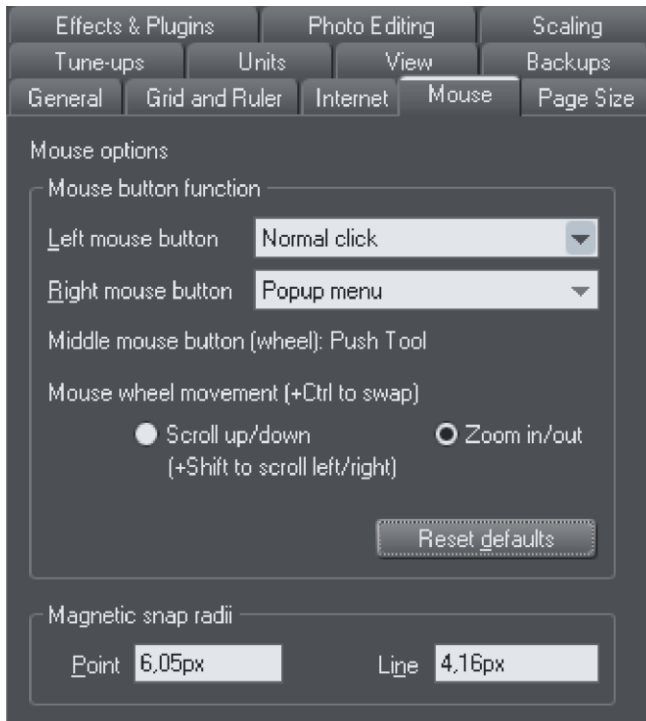 Effects & Plugins Photo Editing Scaling
Tune-ups Units View Backups
General Grid and Ruler Internet Mouse Page Size
Mouse options
Mouse button function
Left mouse button Normal click
Right mouse button Popup menu
Middle mouse button (wheel): Push Tool
Mouse wheel movement (+Ctrl to swap)
Scroll up/down Zoom in/out
(+Shift to scroll left/right)
Reset defaults
Magnetic snap radii
Point 6,05px Line 4,16px